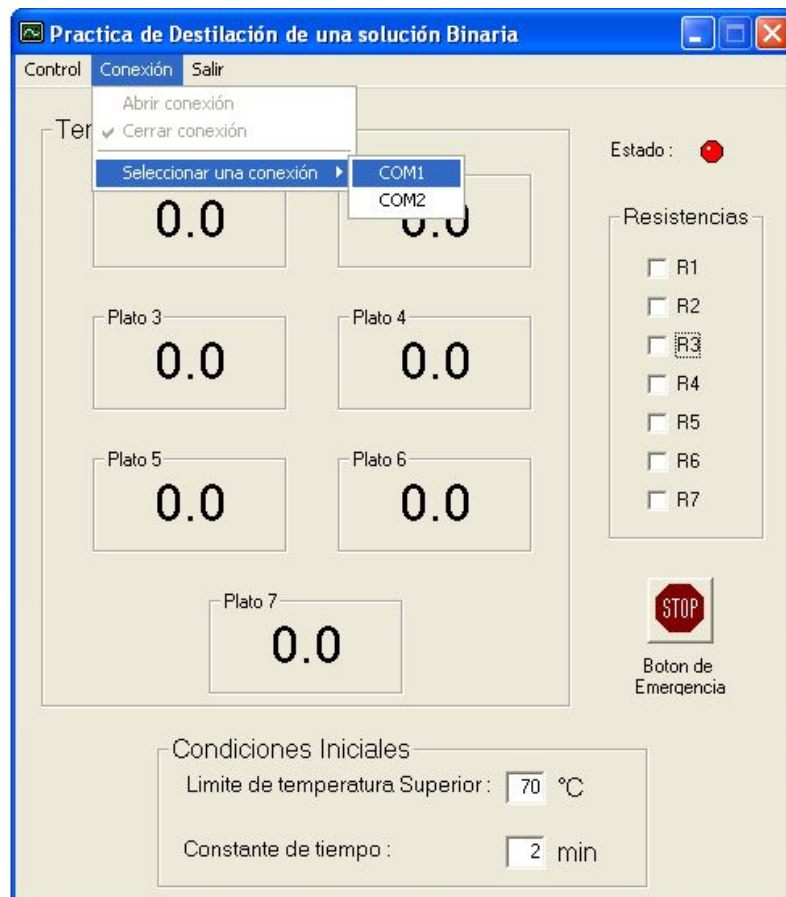 Practica de Destilación de una solución Binaria
Control Conexión Salir
Abrir conexión
Cerrar conexión
Seleccionar una conexión
COM1
COM2
0.0
0.0
Plato 3
0.0
Plato 4
0.0
Plato 5
0.0
Plato 6
0.0
Plato 7
0.0
Estado :
Resistencias
R1
R2
R3
R4
R5
R6
R7
STOP
Boton de
Emergencia
Condiciones Iniciales
Limite de temperatura Superior : 70 °C
Constante de tiempo : 2 min